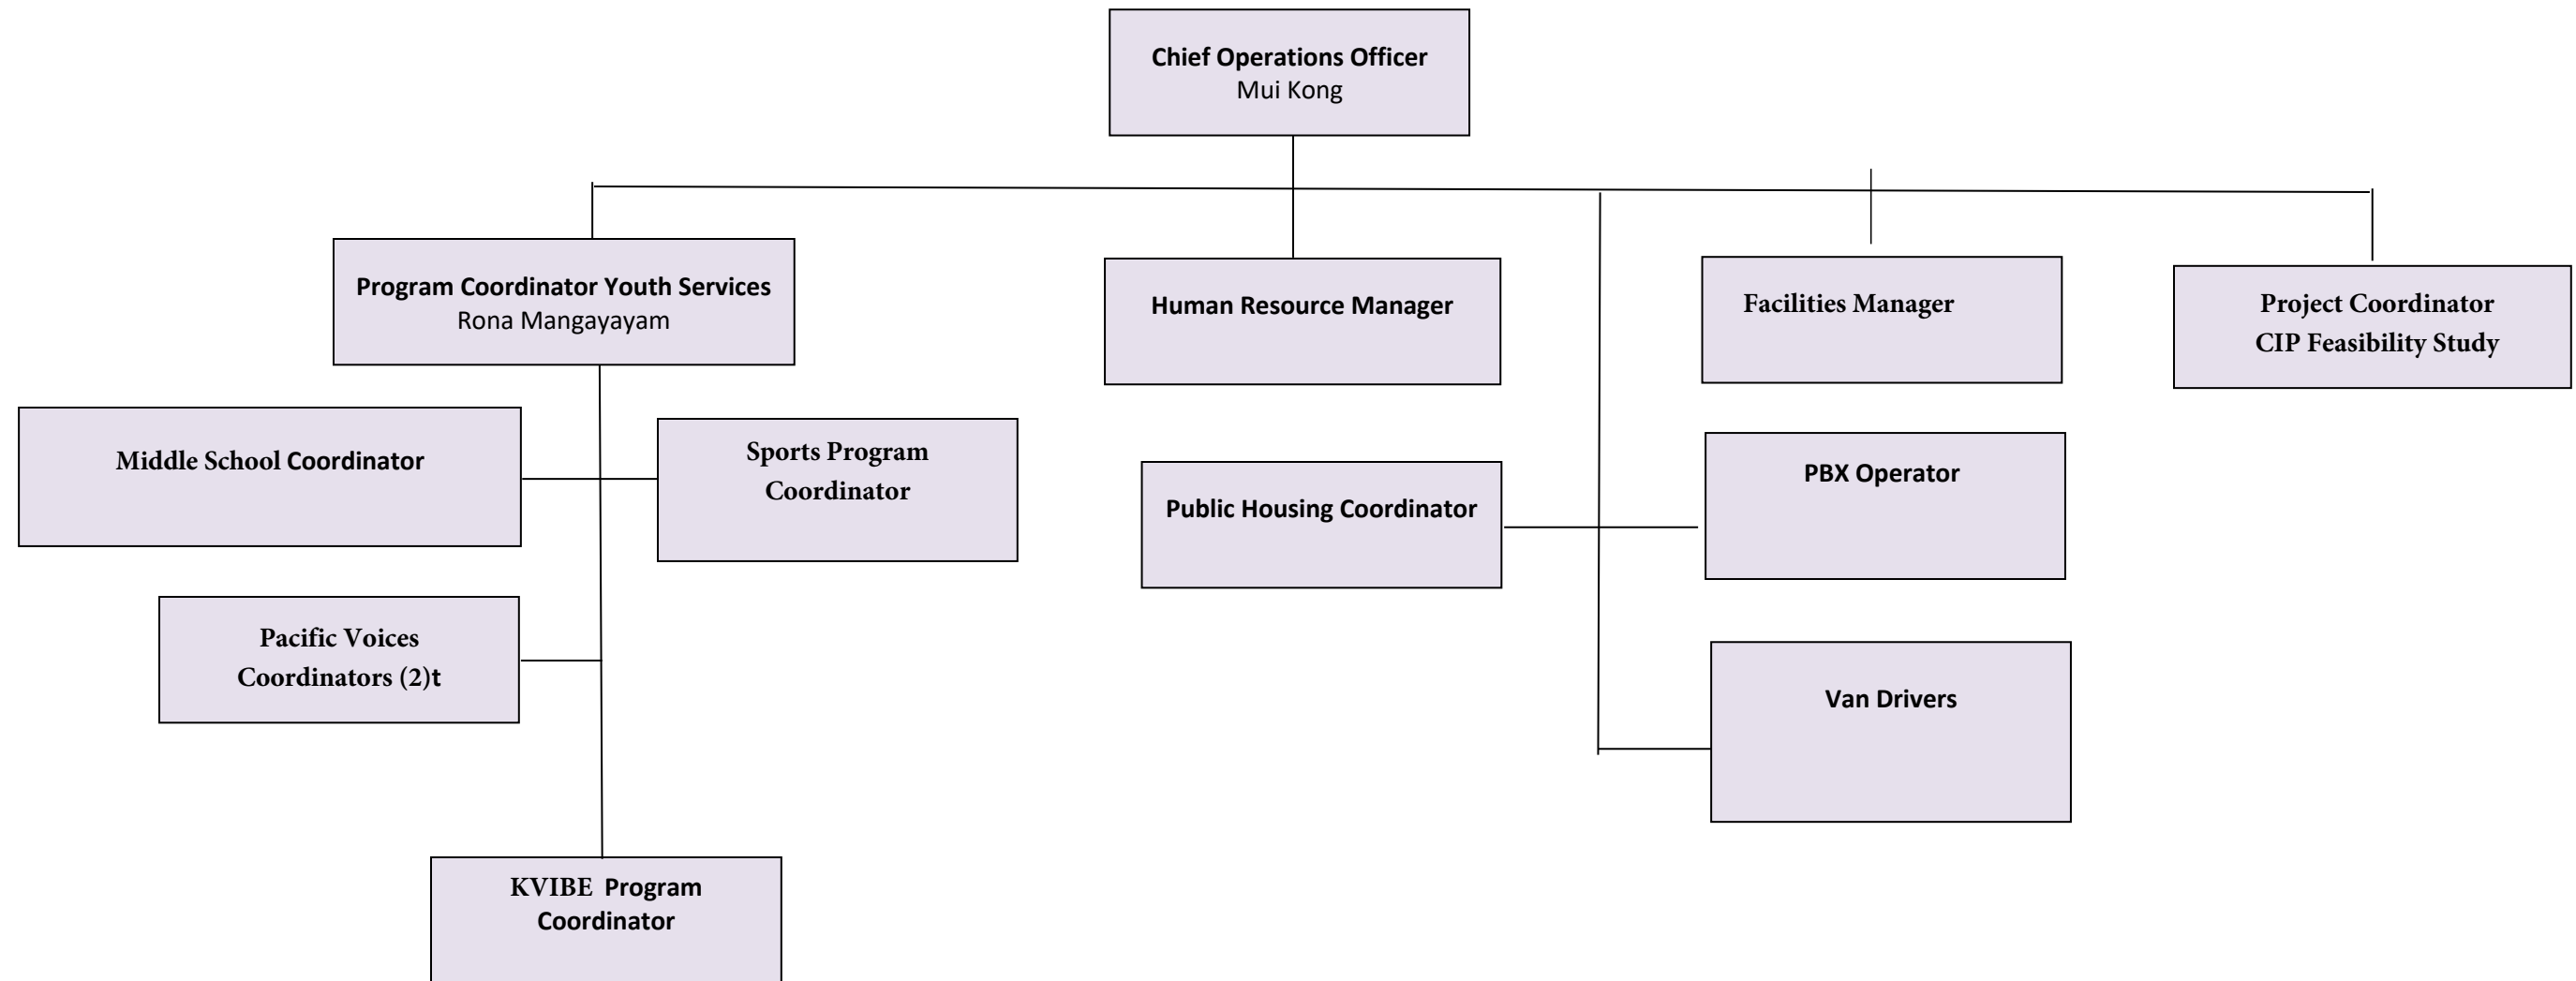 Chief Operations Officer
Mui Kong
Program Coordinator Youth Services
Rona Mangayayam
Human Resource Manager
Facilities Manager
Project Coordinator
CIP Feasibility Study
Middle School Coordinator
Sports Program
Coordinator
Public Housing Coordinator
PBX Operator
Pacific Voices
Coordinators (2)t
Van Drivers
KVIBE Program
Coordinator